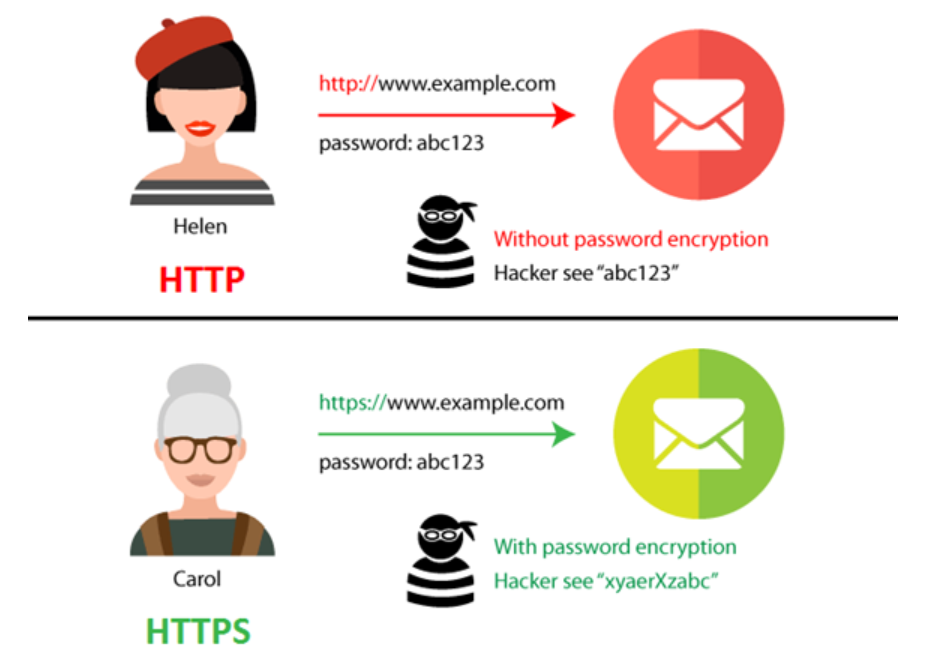 http://www.example.com
password: abc123
Helen
HTTP
Without password encryption
Hacker see “abc123”
https://www.example.com
password: abc123
Carol
HTTPS
With password encryption
Hacker see “xyaerXzabc”